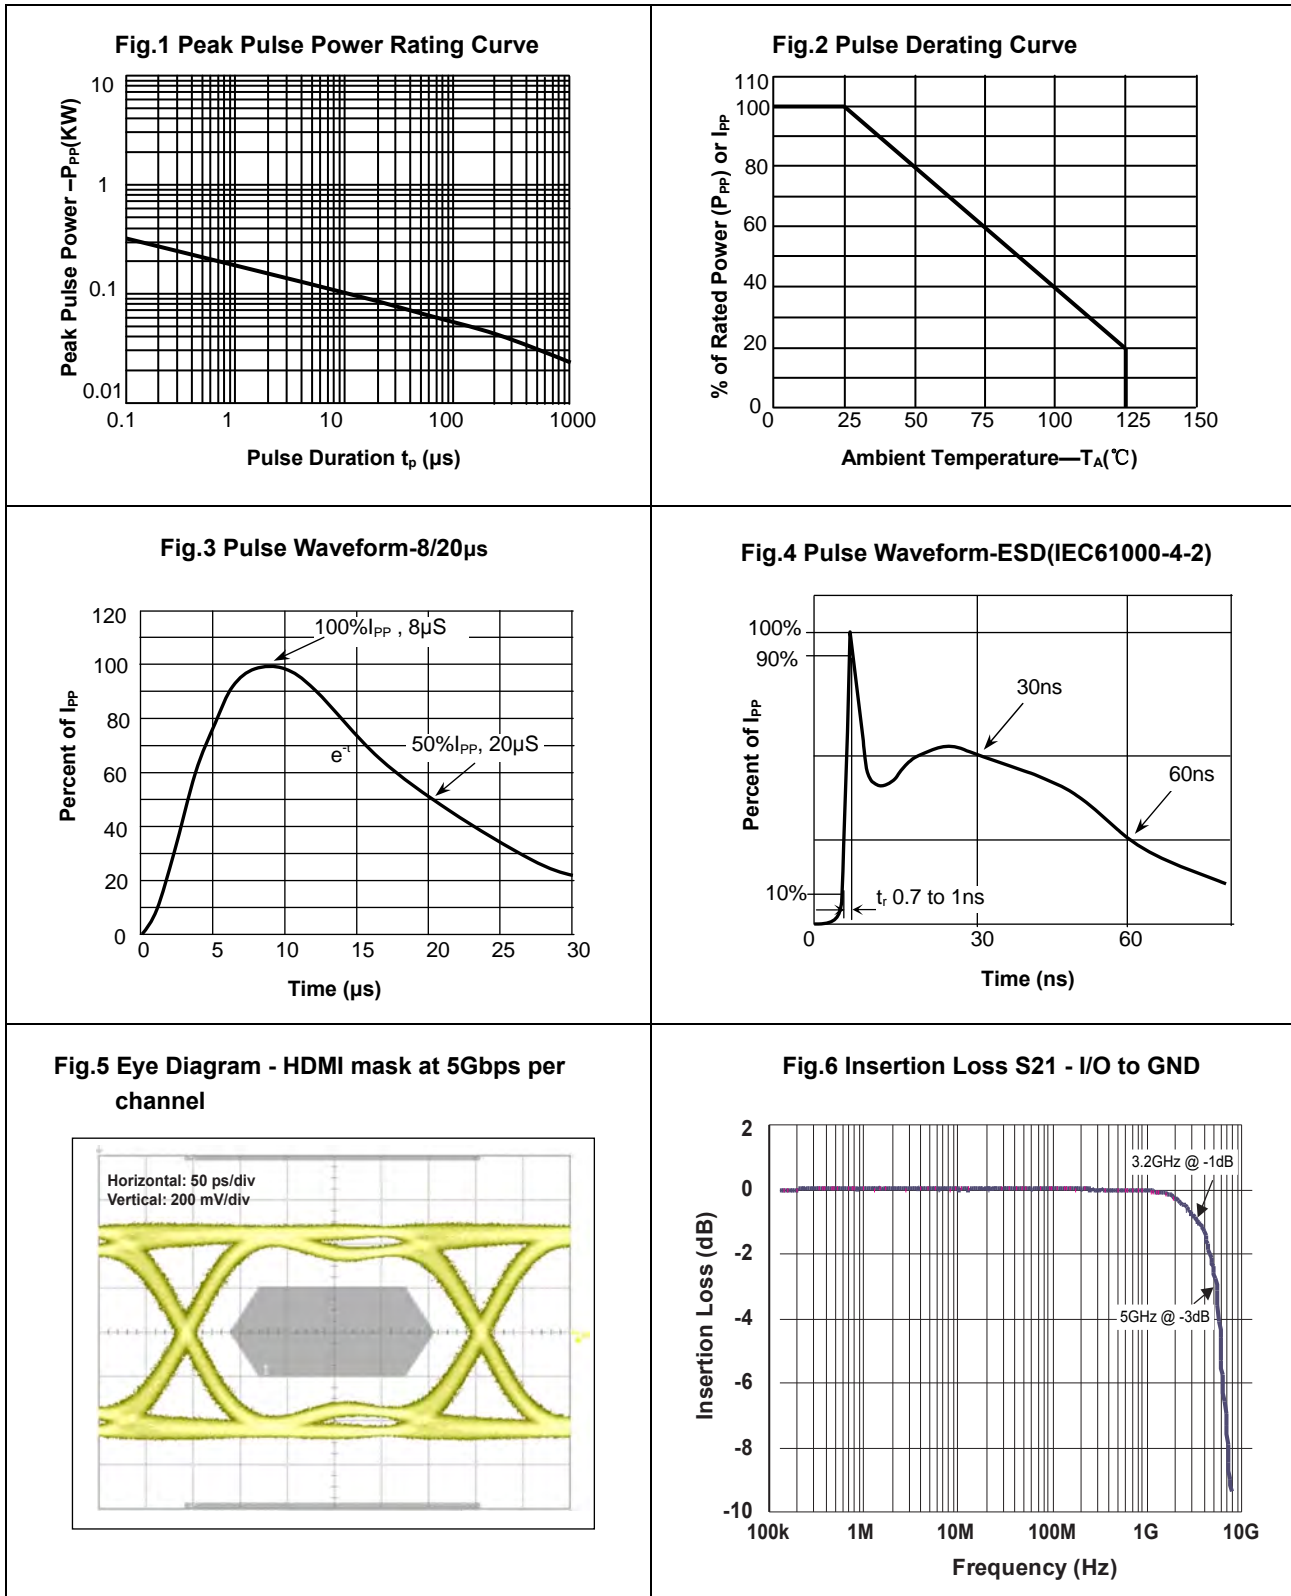 Fig.1 Peak Pulse Power Rating Curve
Peak Pulse Power –PPP(KW)
10
1
0.1
0.01
0.1 1 10 100 1000
Pulse Duration tp (μs)
Fig.2 Pulse Derating Curve
% of Rated Power (PPP) or IPP
110
100
80
60
40
20
0
0 25 50 75 100 125 150
Ambient Temperature—TA(℃)
Fig.3 Pulse Waveform-8/20μs
Percent of IPP
120
100
80
60
40
20
0
100%IPP , 8μS
e-t
50%IPP, 20μS
0 5 10 15 20 25 30
Time (μs)
Fig.4 Pulse Waveform-ESD(IEC61000-4-2)
Percent of IPP
100%
90%
10%
30ns
60ns
tr 0.7 to 1ns
0 30 60
Time (ns)
Fig.5 Eye Diagram - HDMI mask at 5Gbps per
channel
Horizontal: 50 ps/div
Vertical: 200 mV/div
Fig.6 Insertion Loss S21 - I/O to GND
Insertion Loss (dB)
2
0
-2
-4
-6
-8
-10
3.2GHz @ -1dB
5GHz @ -3dB
100k 1M 10M 100M 1G 10G
Frequency (Hz)